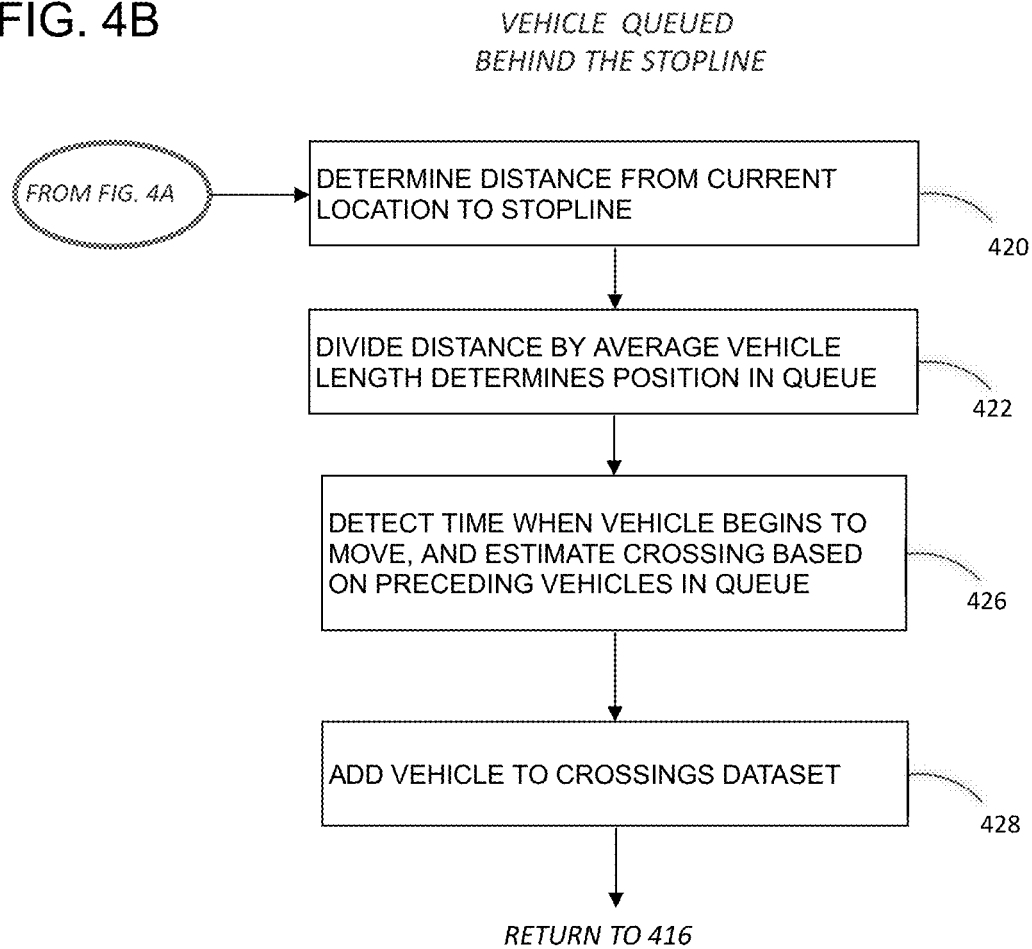 FIG. 4B
VEHICLE QUEUED
BEHIND THE STOPLINE
FROM FIG. 4A
DETERMINE DISTANCE FROM CURRENT
LOCATION TO STOPLINE
420
DIVIDE DISTANCE BY AVERAGE VEHICLE
LENGTH DETERMINES POSITION IN QUEUE
422
DETECT TIME WHEN VEHICLE BEGINS TO
MOVE, AND ESTIMATE CROSSING BASED
ON PRECEDING VEHICLES IN QUEUE
426
ADD VEHICLE TO CROSSINGS DATASET
428
RETURN TO 416